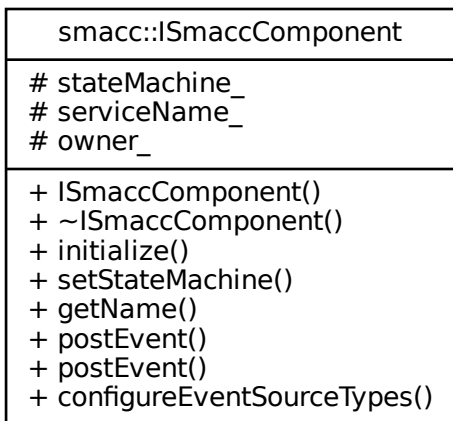 smacc::ISmaccComponent
# stateMachine_
# serviceName_
# owner_
+ ISmaccComponent()
+ ~ISmaccComponent()
+ initialize()
+ setStateMachine()
+ getName()
+ postEvent()
+ postEvent()
+ configureEventSourceTypes()